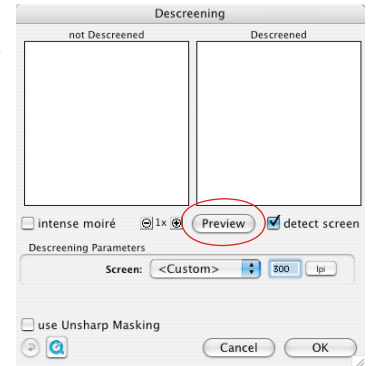 Descreening
not Descreened Descreened
intense moiré 1x Preview detect screen
Descreening Parameters
Screen: <Custom> 300 lpi
use Unsharp Masking
Cancel OK